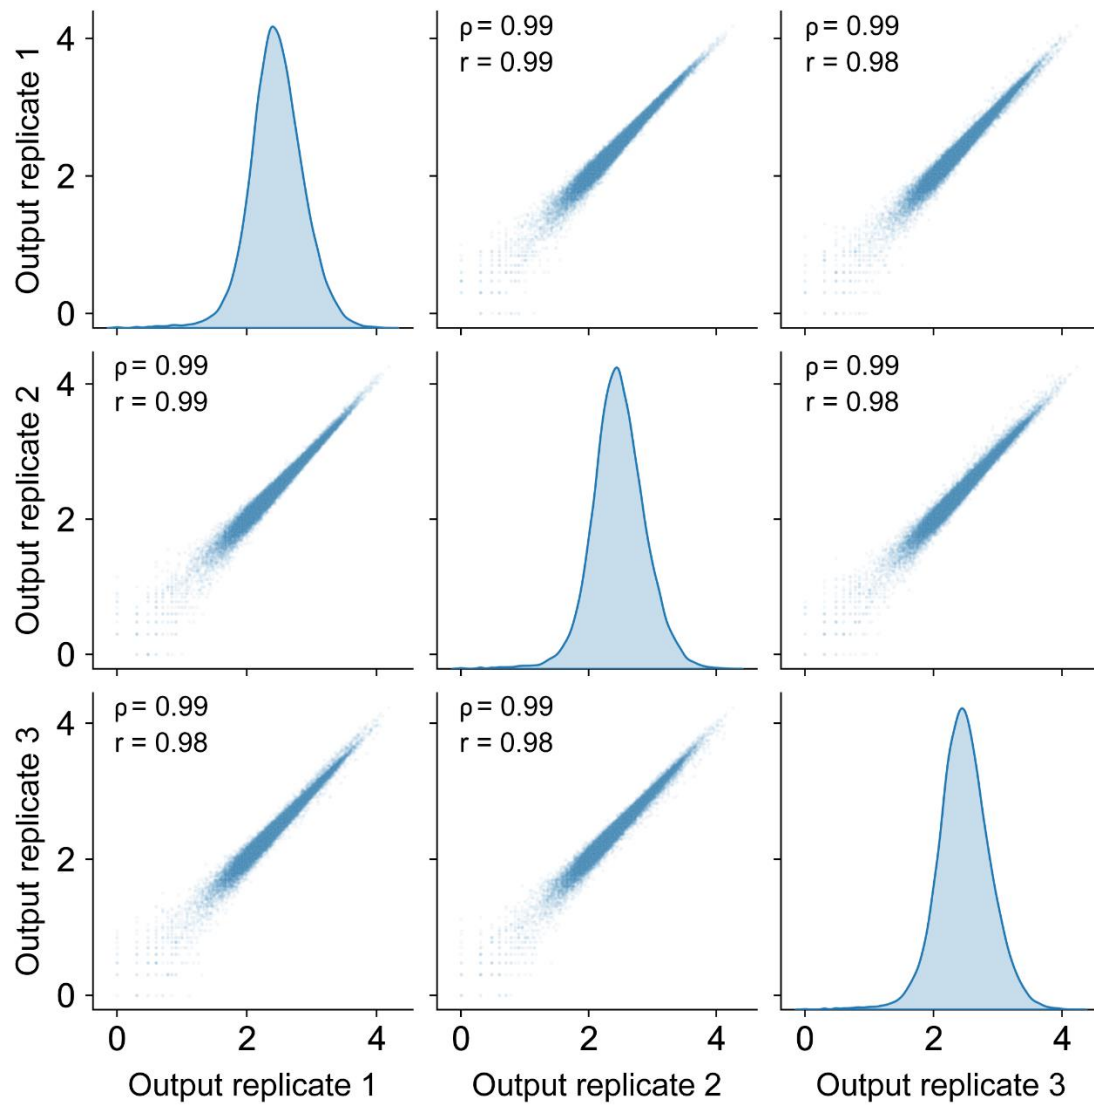 4
2
0
Output replicate 1
ρ = 0.99
r = 0.99
ρ = 0.99
r = 0.98
4
2
0
Output replicate 2
ρ = 0.99
r = 0.99
ρ = 0.99
r = 0.98
4
2
0
Output replicate 3
ρ = 0.99
r = 0.98
ρ = 0.99
r = 0.98
0 2 4
0 2 4
0 2 4
Output replicate 1
Output replicate 2
Output replicate 3